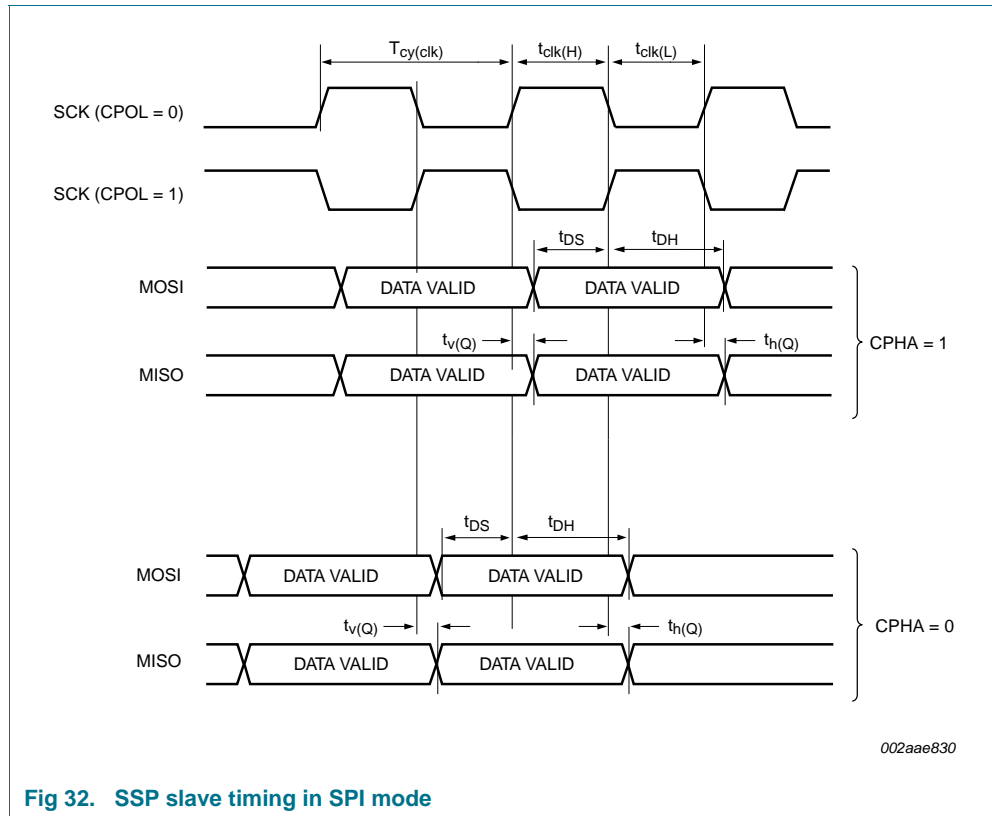 Tcy(clk) tclk(H) tclk(L)
SCK (CPOL = 0)
SCK (CPOL = 1)
tDS tDH
MOSI DATA VALID DATA VALID
tv(Q) th(Q)
CPHA = 1
MISO DATA VALID DATA VALID
tDS tDH
MOSI DATA VALID DATA VALID
tv(Q) th(Q)
CPHA = 0
MISO DATA VALID DATA VALID
002aae830
Fig 32. SSP slave timing in SPI mode